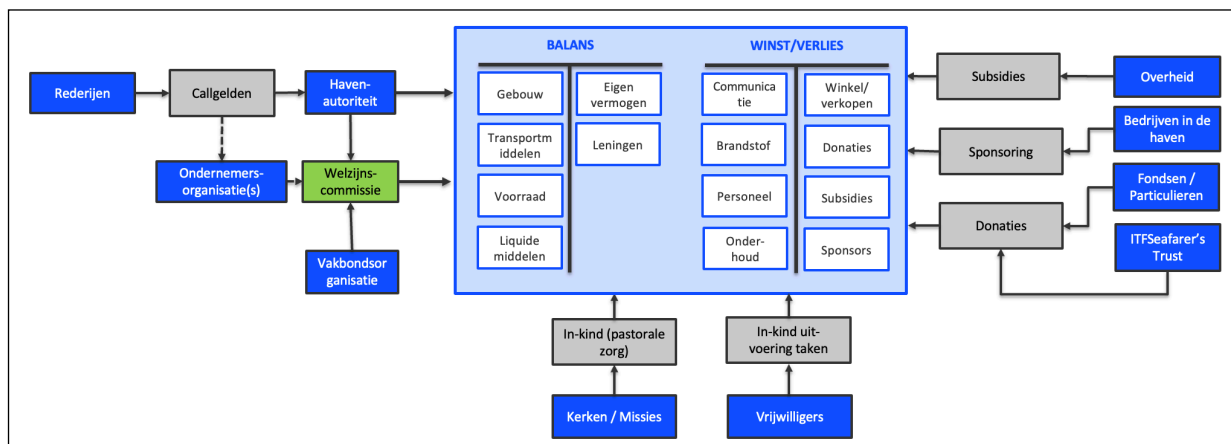 BALANS
WINST/VERLIES
Rederijen
Callgelden
Haven-
autoriteit
Ondernemers-
organisatie(s)
Welzijns-
commissie
Vakbondsor
ganisatie
Gebouw
Eigen
vermogen
Transportm
iddelen
Leningen
Voorraad
Liquide
middelen
Communica
tie
Winkel/
verkopen
Brandstof
Donaties
Personeel
Subsidies
Onder-
houd
Sponsors
Subsidies
Overheid
Sponsoring
Bedrijven in de
haven
Donaties
Fondsen /
Particulieren
ITFSeafarer's
Trust
In-kind (pastorale
zorg)
In-kind uit-
voering taken
Kerken / Missies
Vrijwilligers